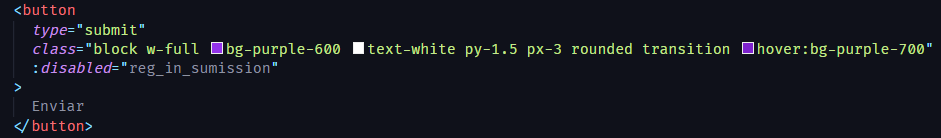 <button
type="submit"
class="block w-full bg-purple-600 text-white py-1.5 px-3 rounded transition hover:bg-purple-700"
:disabled="reg_in_sumission"
>
Enviar
</button>